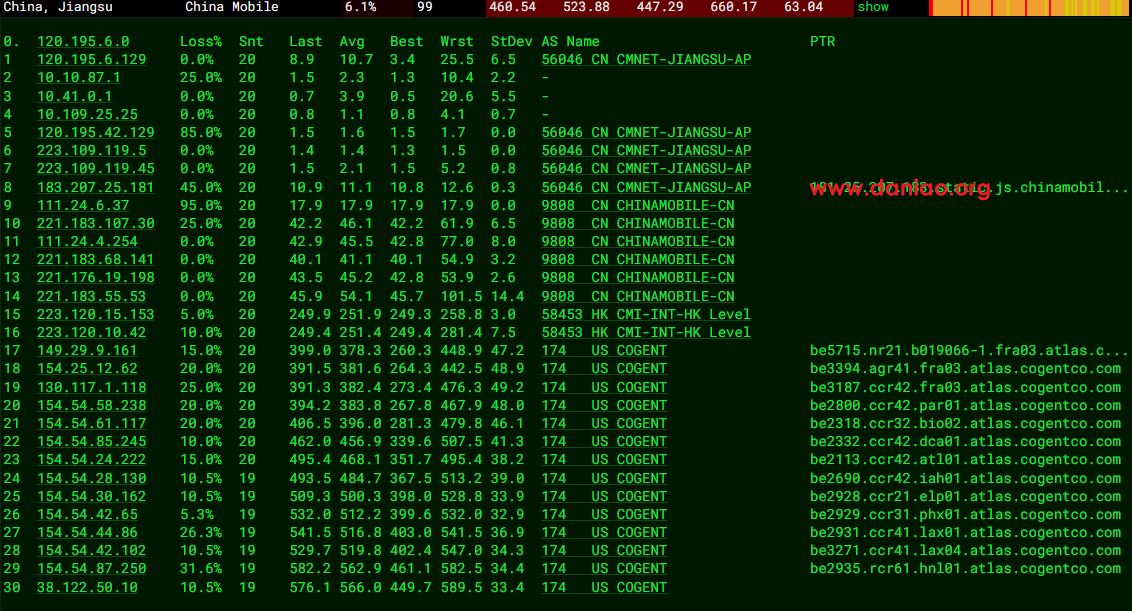 China, Jiangsu China Mobile 6.1% 99 460.54 523.88 447.29 660.17 63.04 show
0. 120.195.6.0 Loss% Snt Last Avg Best Wrst StDev AS Name PTR
1 120.195.6.129 0.0% 20 8.9 10.7 3.4 25.5 6.5 56046 CN CMNET-JIANGSU-AP
2 10.10.87.1 25.0% 20 1.5 2.3 1.3 10.4 2.2 -
3 10.41.0.1 0.0% 20 0.7 3.9 0.5 20.6 5.5 -
4 10.109.25.25 0.0% 20 0.8 1.1 0.8 4.1 0.7 -
5 120.195.42.129 85.0% 20 1.5 1.6 1.5 1.7 0.0 56046 CN CMNET-JIANGSU-AP
6 223.109.119.5 0.0% 20 1.4 1.4 1.3 1.5 0.0 56046 CN CMNET-JIANGSU-AP
7 223.109.119.45 0.0% 20 1.5 2.1 1.5 5.2 0.8 56046 CN CMNET-JIANGSU-AP
8 183.207.25.181 45.0% 20 10.9 11.1 10.8 12.6 0.3 56046 CN CMNET-JIANGSU-AP js.chinamobil...
www.danlao.org
9 111.24.6.37 95.0% 20 17.9 17.9 17.9 17.9 0.0 9808 CN CHINAMOBILE-CN
10 221.183.107.30 25.0% 20 42.2 46.1 42.2 61.9 6.5 9808 CN CHINAMOBILE-CN
11 111.24.4.254 0.0% 20 42.9 45.5 42.8 77.0 8.0 9808 CN CHINAMOBILE-CN
12 221.183.68.141 0.0% 20 40.1 41.1 40.1 54.9 3.2 9808 CN CHINAMOBILE-CN
13 221.176.19.198 0.0% 20 43.5 45.2 42.8 53.9 2.6 9808 CN CHINAMOBILE-CN
14 221.183.55.53 0.0% 20 45.9 54.1 45.7 101.5 14.4 9808 CN CHINAMOBILE-CN
15 223.120.15.153 5.0% 20 249.9 251.9 249.3 258.8 3.0 58453 HK CMI-INT-HK Level
16 223.120.10.42 10.0% 20 249.4 251.4 249.4 281.4 7.5 58453 HK CMI-INT-HK Level
17 149.29.9.161 15.0% 20 399.0 378.3 260.3 448.9 47.2 174 US COGENT be5715.nr21.b019066-1.fra03.atlas.c...
18 154.25.12.62 20.0% 20 391.5 381.6 264.3 442.5 48.9 174 US COGENT be3394.agr41.fra03.atlas.cogentco.com
19 130.117.1.118 25.0% 20 391.3 382.4 273.4 476.3 49.2 174 US COGENT be3187.ccr42.fra03.atlas.cogentco.com
20 154.54.58.238 20.0% 20 394.2 383.8 267.8 467.9 48.0 174 US COGENT be2800.ccr42.par01.atlas.cogentco.com
21 154.54.61.117 20.0% 20 406.5 396.0 281.3 479.8 46.1 174 US COGENT be2318.ccr32.bio02.atlas.cogentco.com
22 154.54.85.245 10.0% 20 462.0 456.9 339.6 507.5 41.3 174 US COGENT be2332.ccr42.dca01.atlas.cogentco.com
23 154.54.24.222 15.0% 20 495.4 468.1 351.7 495.4 38.2 174 US COGENT be2113.ccr42.atl01.atlas.cogentco.com
24 154.54.28.130 10.5% 19 493.5 484.7 367.5 513.2 39.0 174 US COGENT be2690.ccr42.iah01.atlas.cogentco.com
25 154.54.30.162 10.5% 19 509.3 500.3 398.0 528.8 33.9 174 US COGENT be2928.ccr21.elp01.atlas.cogentco.com
26 154.54.42.65 5.3% 19 532.0 512.2 399.6 532.0 32.9 174 US COGENT be2929.ccr31.phx01.atlas.cogentco.com
27 154.54.44.86 26.3% 19 541.5 516.8 403.0 541.5 36.9 174 US COGENT be2931.ccr41.lax01.atlas.cogentco.com
28 154.54.42.102 10.5% 19 529.7 519.8 402.4 547.0 34.3 174 US COGENT be3271.ccr41.lax04.atlas.cogentco.com
29 154.54.87.250 31.6% 19 582.2 562.9 461.1 582.5 34.4 174 US COGENT be2935.rcr61.hnl01.atlas.cogentco.com
30 38.122.50.10 10.5% 19 576.1 566.0 449.7 589.5 33.4 174 US COGENT